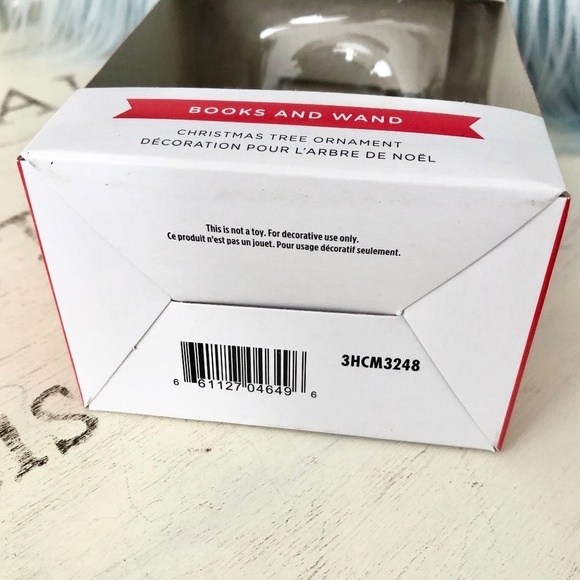 BOOKS AND WAND
CHRISTMAS TREE ORNAMENT
DÉCORATION POUR L'ARBRE DE NOËL
This is not a toy. For decorative use only.
Ce produit n'est pas un jouet. Pour usage décoratif seulement.
3HCM3248
6 61127 04649 6
IS